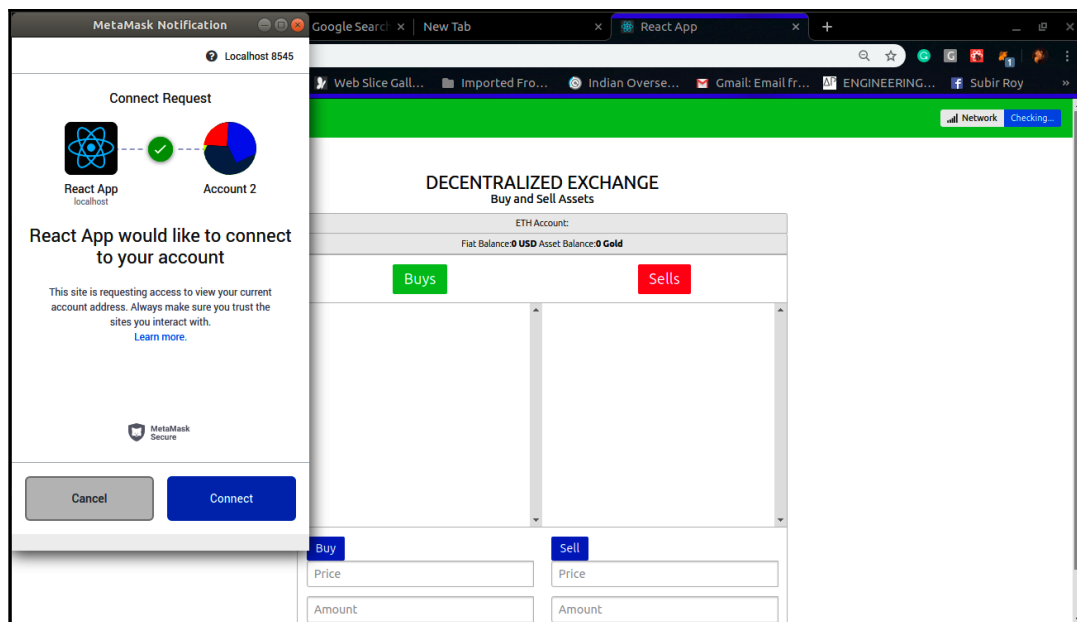 MetaMask Notification
Google Search
New Tab
React App
Localhost 8545
Web Slice Gall...
Imported Fro...
Indian Overse...
Gmail: Email fr...
ENGINEERING...
Subir Roy
»
Connect Request
React App
localhost
Account 2
React App would like to connect
to your account
This site is requesting access to view your current
account address. Always make sure you trust the
sites you interact with.
Learn more.
MetaMask
Secure
Cancel
Connect
Network
Checking...
DECENTRALIZED EXCHANGE
Buy and Sell Assets
ETH Account:
Fiat Balance:0 USD Asset Balance:0 Gold
Buys
Sells
Buy
Sell
Price
Price
Amount
Amount